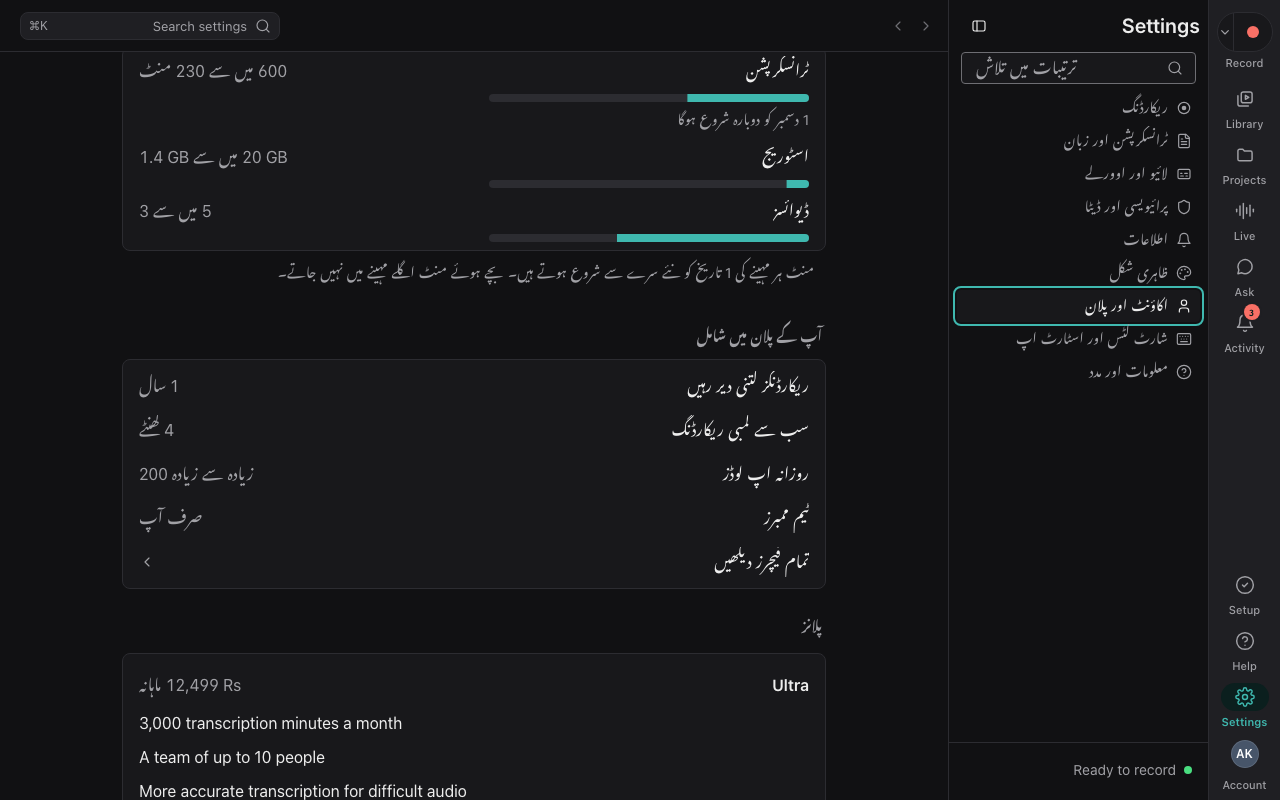 ⌘K
Search settings
Settings
Record
Library
Projects
Live
Ask
3
Activity
Setup
Help
Settings
AK
Account
ترتیبات میں تلاش
ریکارڈنگ
ٹرانسکرپشن اور زبان
لائیو اور اوورلے
پرائیویسی اور ڈیٹا
اطلاعات
ظاہری شکل
اکاؤنٹ اور پلان
شارٹ کٹس اور اسٹارٹ اپ
معلومات اور مدد
Ready to record
ٹرانسکرپشن
600 میں سے 230 منٹ
1 دسمبر کو دوبارہ شروع ہوگا
اسٹوریج
20 GB میں سے 1.4 GB
ڈیوائسز
5 میں سے 3
منٹ ہر مہینے کی 1 تاریخ کو نئے سرے سے شروع ہوتے ہیں۔ بچے ہوئے منٹ اگلے مہینے میں نہیں جاتے۔
آپ کے پلان میں شامل
ریکارڈنگز کتنی دیر رہیں
1 سال
سب سے لمبی ریکارڈنگ
4 گھنٹے
روزانہ اپ لوڈز
زیادہ سے زیادہ 200
ٹیم ممبرز
صرف آپ
تمام فیچرز دیکھیں
پلانز
Ultra
12,499 Rs ماہانہ
3,000 transcription minutes a month
A team of up to 10 people
More accurate transcription for difficult audio